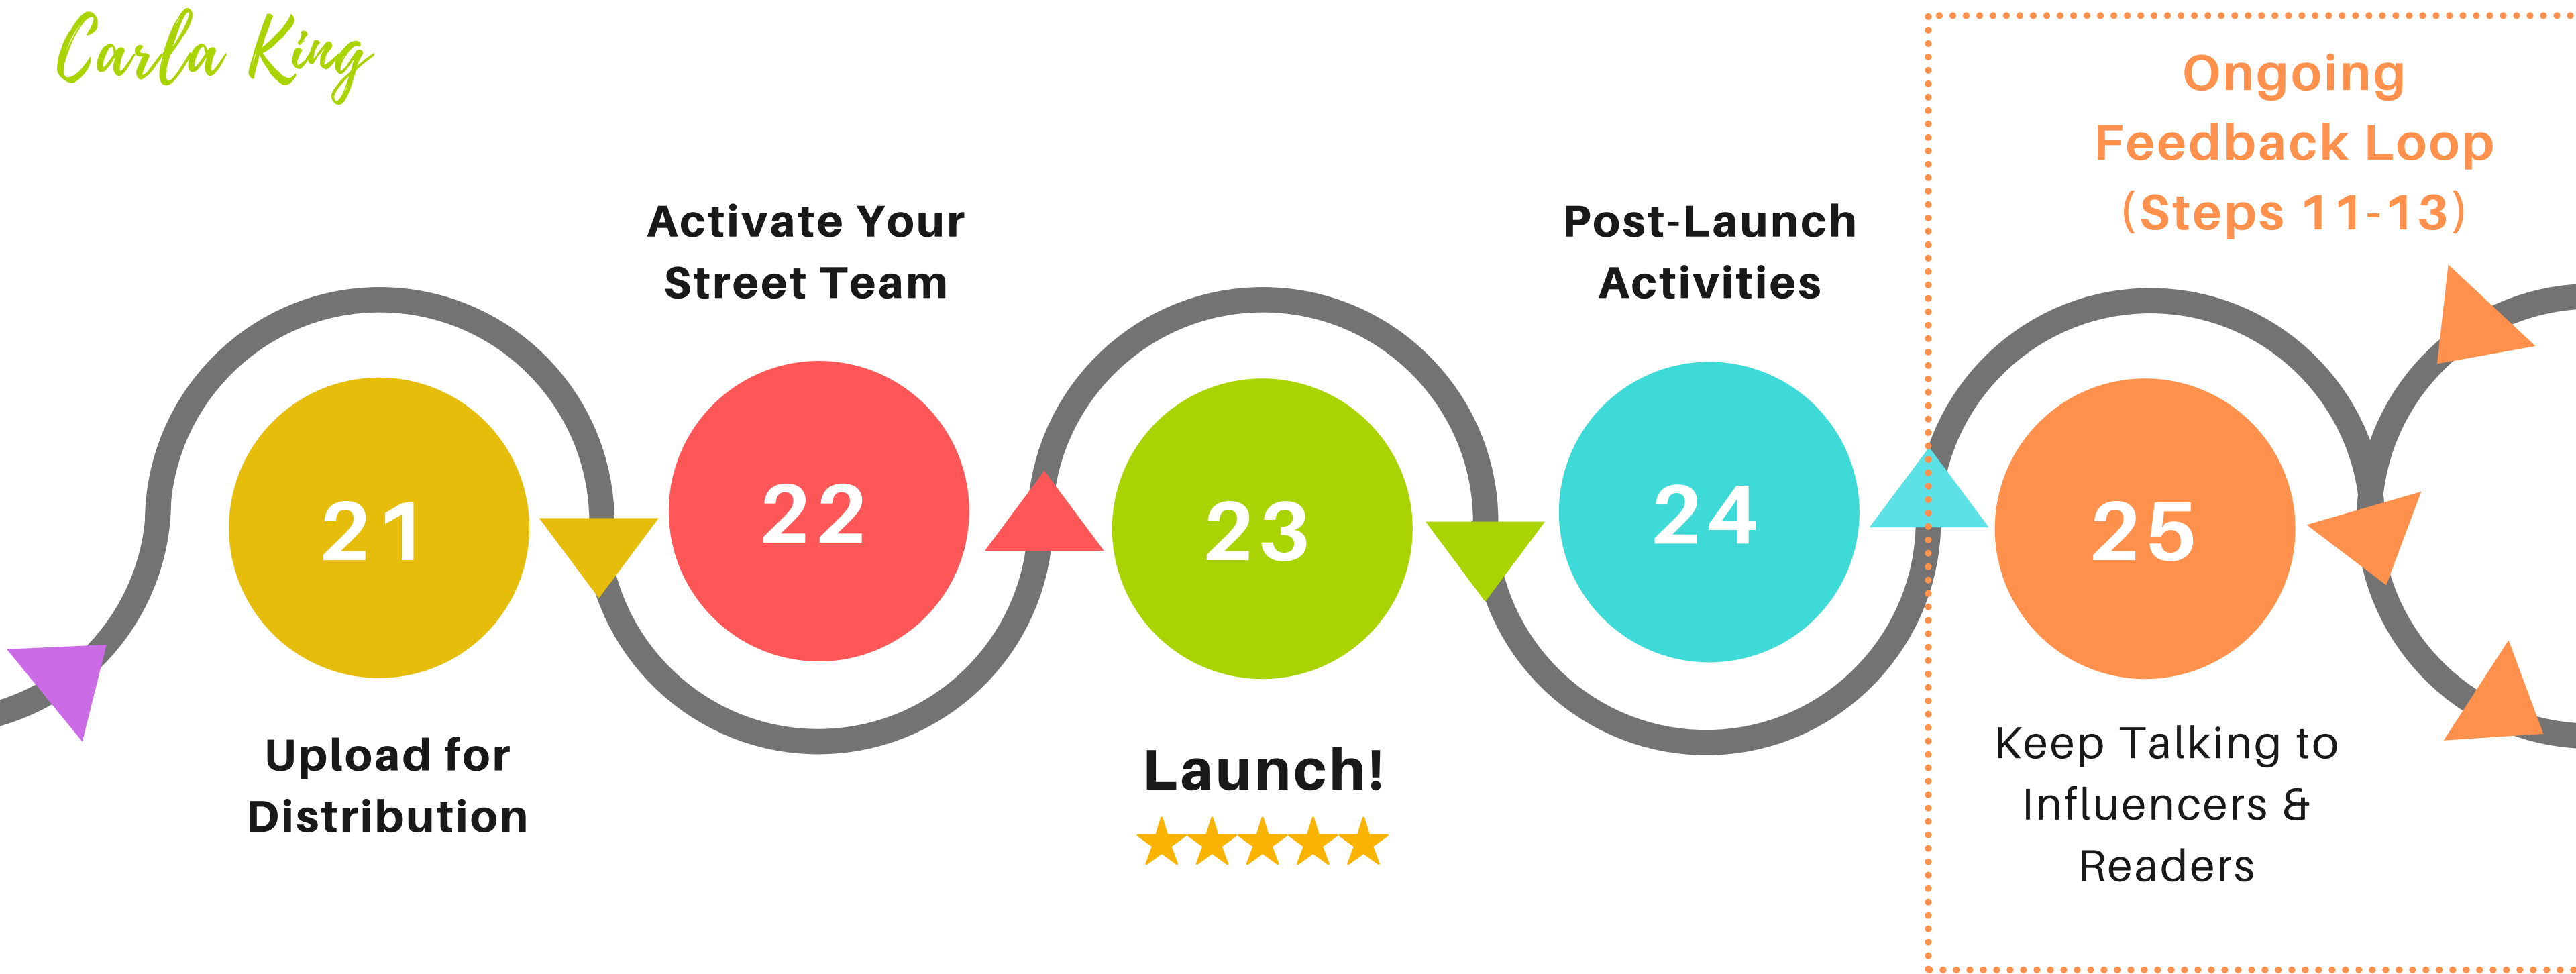 Carla King
Ongoing
Feedback Loop
(Steps 11-13)
Activate Your
Street Team
Post-Launch
Activities
21
22
23
24
25
Upload for
Distribution
Launch!
Keep Talking to
Influencers &
Readers